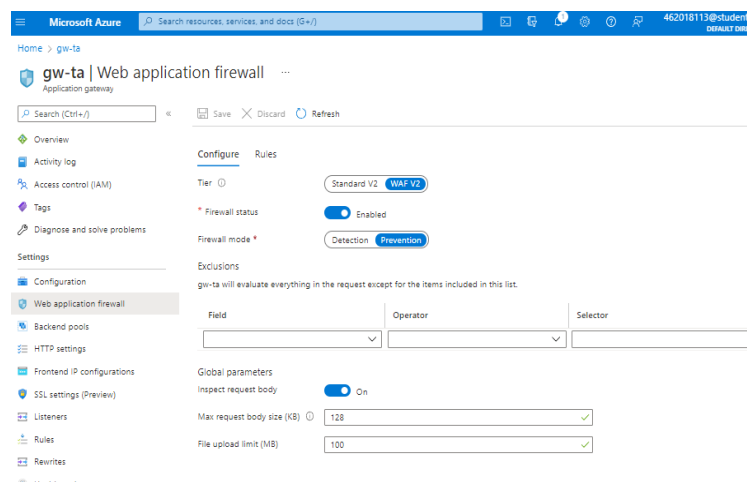 Microsoft Azure
Search resources, services, and docs (G+/)
1
462018113@student
DEFAULT DIR
Home > gw-ta
gw-ta | Web application firewall ...
Application gateway
Search (Ctrl+/)
«
Save
Discard
Refresh
Overview
Activity log
Access control (IAM)
Tags
Diagnose and solve problems
Settings
Configuration
Web application firewall
Backend pools
HTTP settings
Frontend IP configurations
SSL settings (Preview)
Listeners
Rules
Rewrites
Configure Rules
Tier Standard V2 WAF V2
* Firewall status Enabled
Firewall mode * Detection Prevention
Exclusions
gw-ta will evaluate everything in the request except for the items included in this list.
Field Operator Selector
Global parameters
Inspect request body On
Max request body size (KB) 128
File upload limit (MB) 100